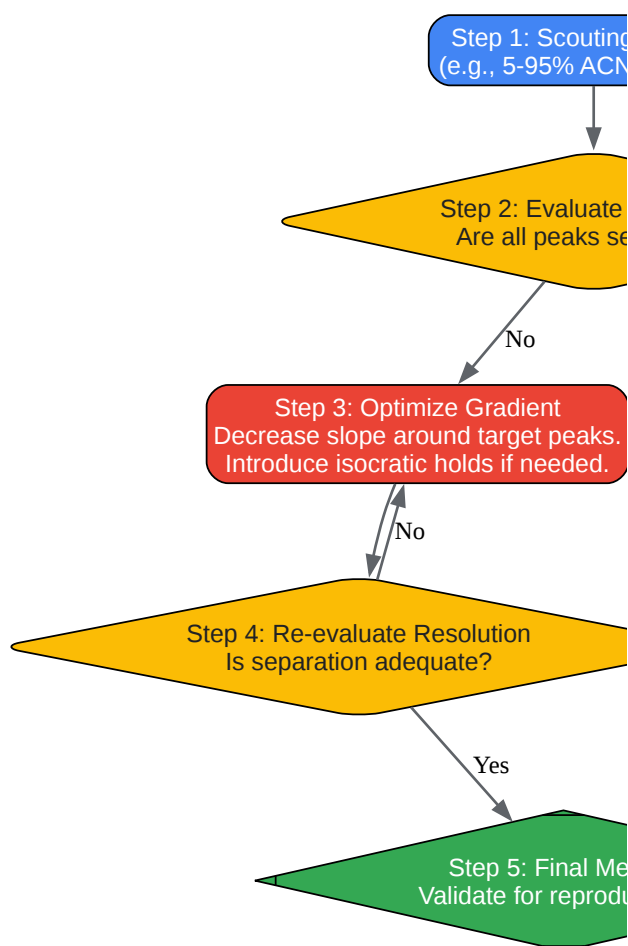 Step 1: Scouting
(e.g., 5-95% ACN
Step 2: Evaluate
Are all peaks se
No
Step 3: Optimize Gradient
Decrease slope around target peaks.
Introduce isocratic holds if needed.
No
Step 4: Re-evaluate Resolution
Is separation adequate?
Yes
Step 5: Final Me
Validate for reprodu